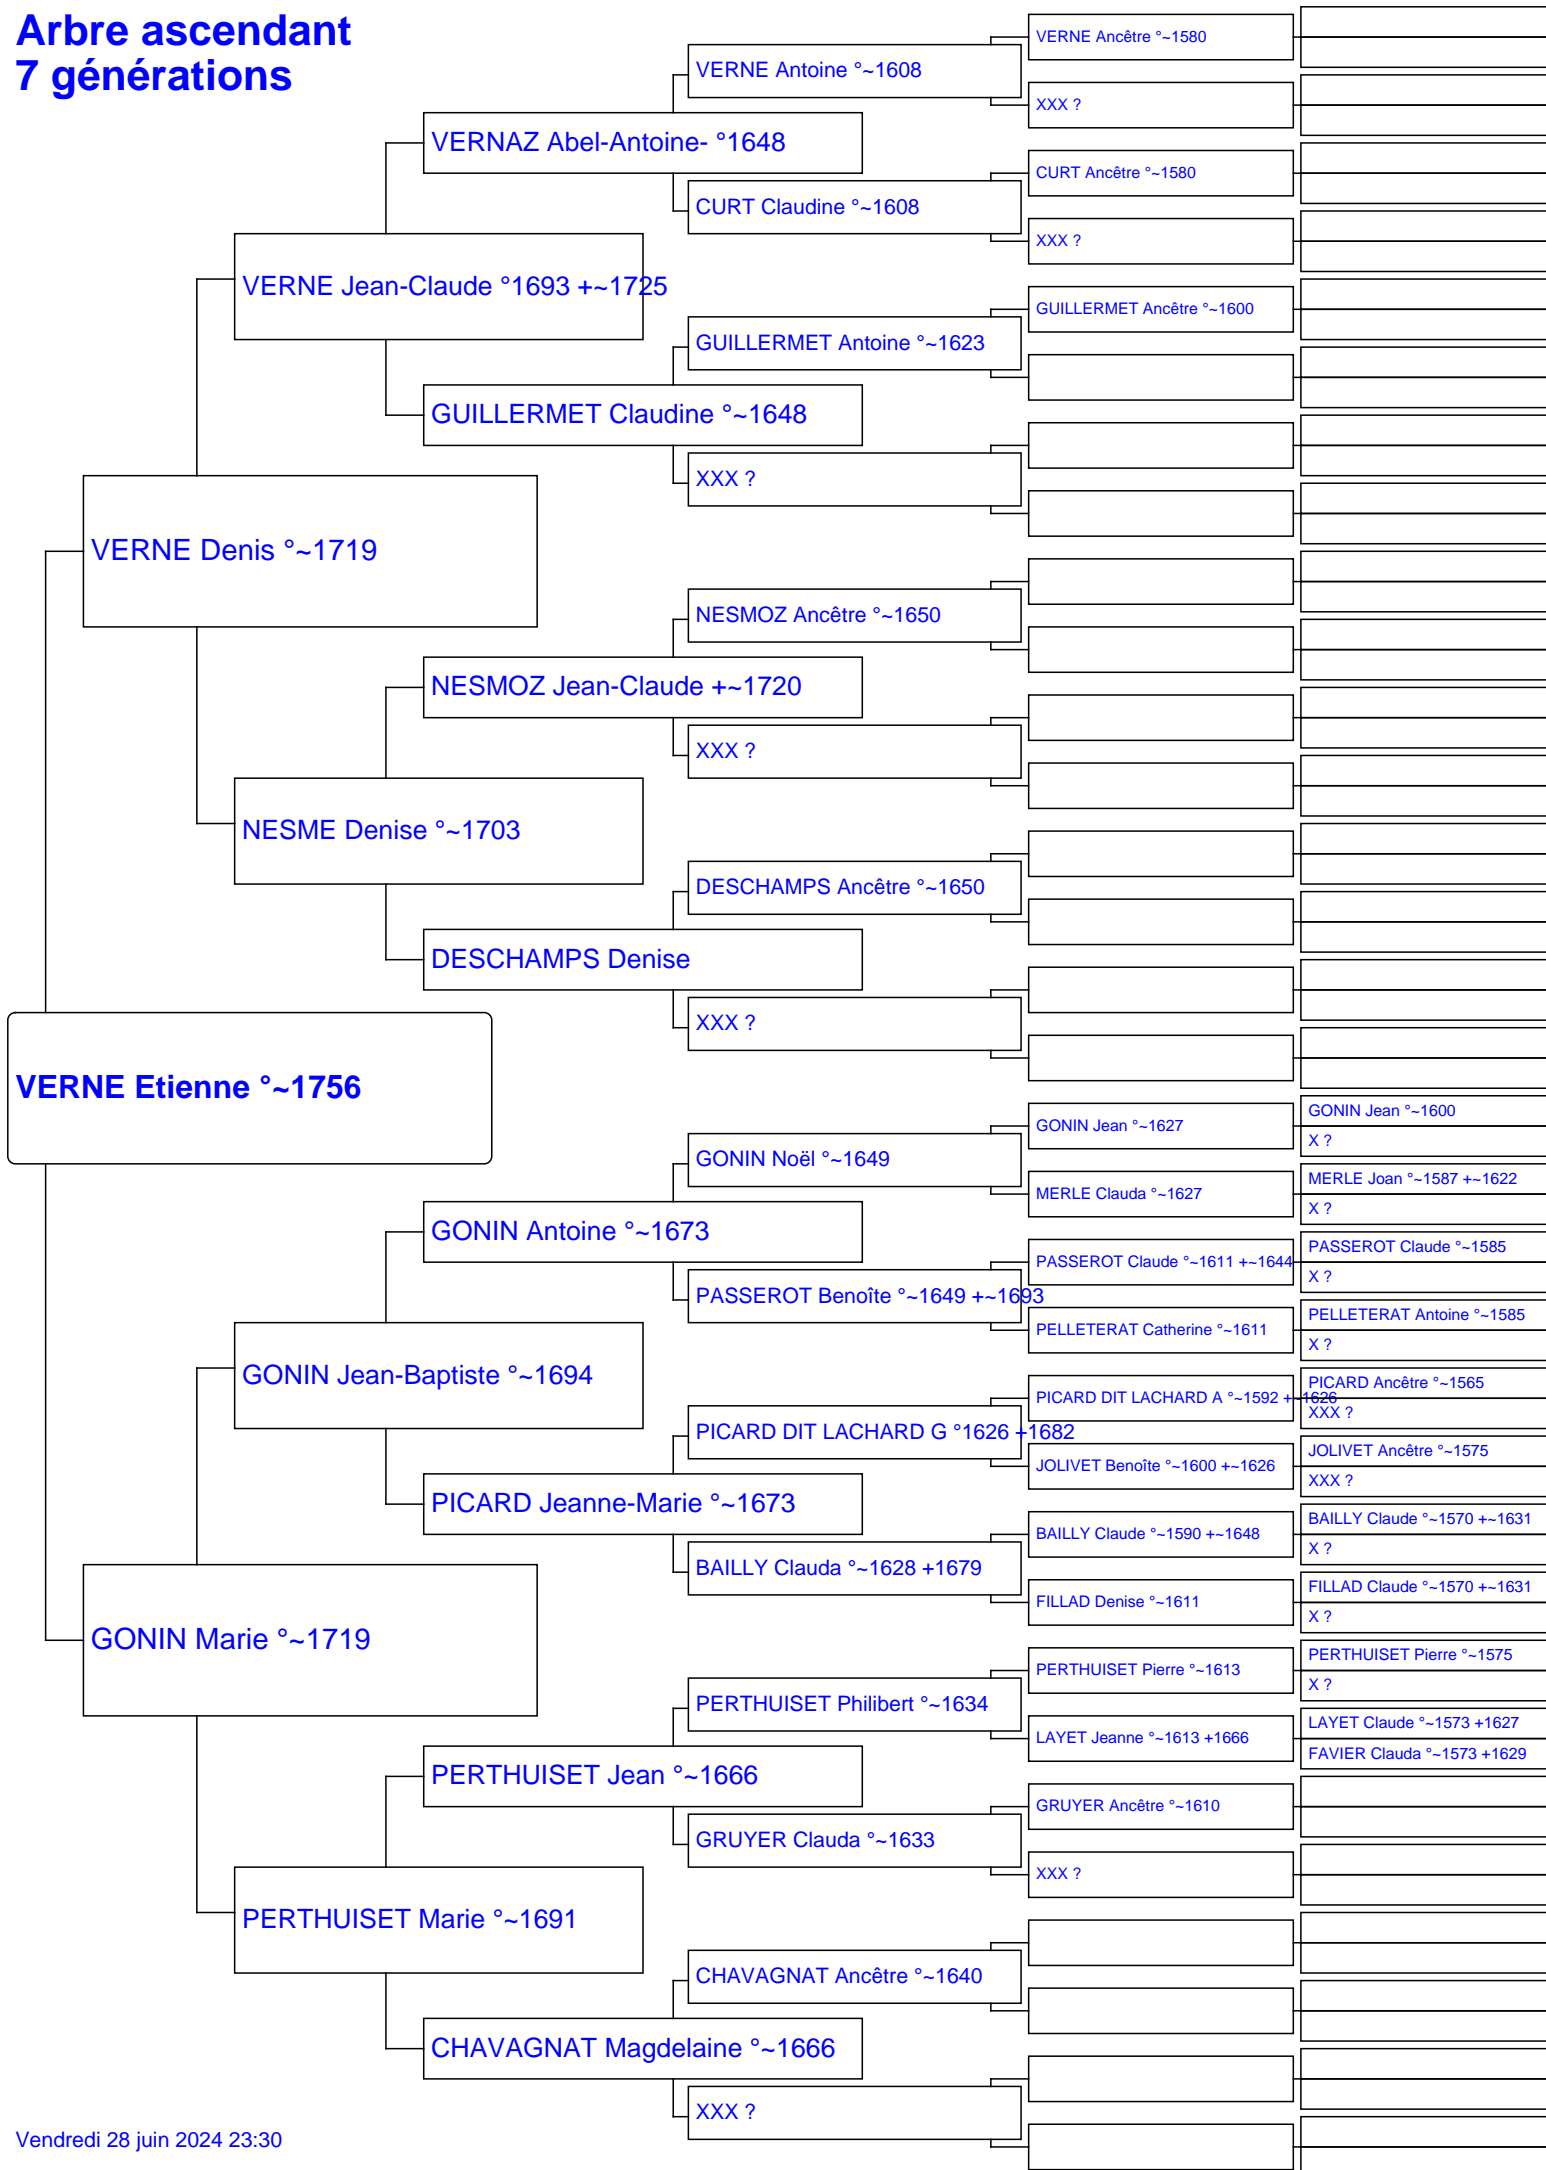 Arbre ascendant
7 générations
VERNE Ancêtre °~1580
VERNE Antoine °~1608
XXX ?
VERNAZ Abel-Antoine- °1648
CURT Ancêtre °~1580
CURT Claudine °~1608
XXX ?
VERNE Jean-Claude °1693 +~1725
GUILLERMET Ancêtre °~1600
GUILLERMET Antoine °~1623
GUILLERMET Claudine °~1648
XXX ?
VERNE Denis °~1719
NESMOZ Ancêtre °~1650
NESMOZ Jean-Claude +~1720
XXX ?
NESME Denise °~1703
DESCHAMPS Ancêtre °~1650
DESCHAMPS Denise
XXX ?
VERNE Etienne °~1756
GONIN Jean °~1600
GONIN Jean °~1627
X ?
GONIN Noël °~1649
MERLE Joan °~1587 +~1622
MERLE Clauda °~1627
X ?
GONIN Antoine °~1673
PASSEROT Claude °~1585
PASSEROT Claude °~1611 +~1644
X ?
PASSEROT Benoîte °~1649 +~1693
PELLETERAT Antoine °~1585
PELLETERAT Catherine °~1611
X ?
GONIN Jean-Baptiste °~1694
PICARD Ancêtre °~1565
PICARD DIT LACHARD A °~1592 +~1626
XXX ?
PICARD DIT LACHARD G °1626 +1682
JOLIVET Ancêtre °~1575
JOLIVET Benoîte °~1600 +~1626
XXX ?
PICARD Jeanne-Marie °~1673
BAILLY Claude °~1570 +~1631
BAILLY Claude °~1590 +~1648
X ?
BAILLY Clauda °~1628 +1679
FILLAD Claude °~1570 +~1631
FILLAD Denise °~1611
X ?
GONIN Marie °~1719
PERTHUISET Pierre °~1575
PERTHUISET Pierre °~1613
X ?
PERTHUISET Philibert °~1634
LAYET Claude °~1573 +1627
LAYET Jeanne °~1613 +1666
FAVIER Clauda °~1573 +1629
PERTHUISET Jean °~1666
GRUYER Ancêtre °~1610
GRUYER Clauda °~1633
XXX ?
PERTHUISET Marie °~1691
CHAVAGNAT Ancêtre °~1640
CHAVAGNAT Magdelaine °~1666
XXX ?
Vendredi 28 juin 2024 23:30